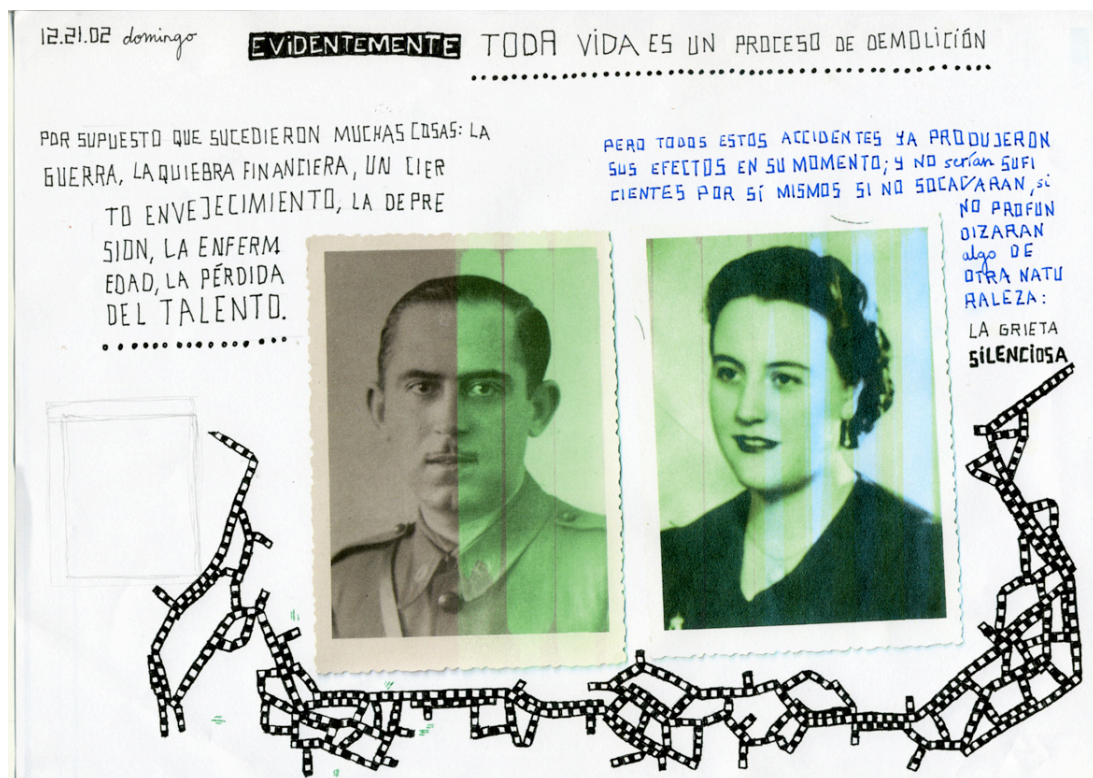 12.21.02 domingo
EVIDENTEMENTE TODA VIDA ES UN PROCESO DE DEMOLICIÓN
POR SUPUESTO QUE SUCEDIERON MUCHAS COSAS: LA
GUERRA, LA QUIEBRA FINANCIERA, UN CIER
TO ENVEJECIMIENTO, LA DEPRE
SION, LA ENFERM
EDAD, LA PÉRDIDA
DEL TALENTO.
PERO TODOS ESTOS ACCIDENTES YA PRODUJERON
SUS EFECTOS EN SU MOMENTO; Y NO serían SUFI
CIENTES POR SÍ MISMOS SI NO SOCAVARAN, si
NO PROFUN
DIZARAN
algo DE
OTRA NATU
RALEZA:
LA GRIETA
SILENCIOSA